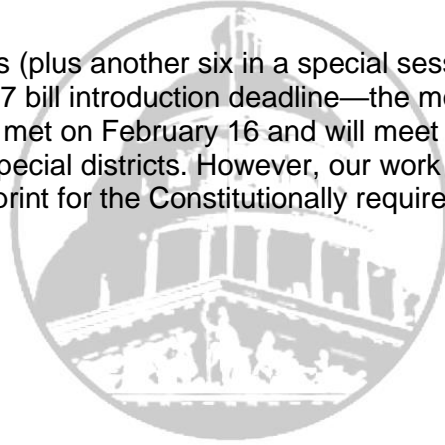 s (plus another six in a special sess
7 bill introduction deadline—the mo
met on February 16 and will meet
pecial districts. However, our work
print for the Constitutionally require